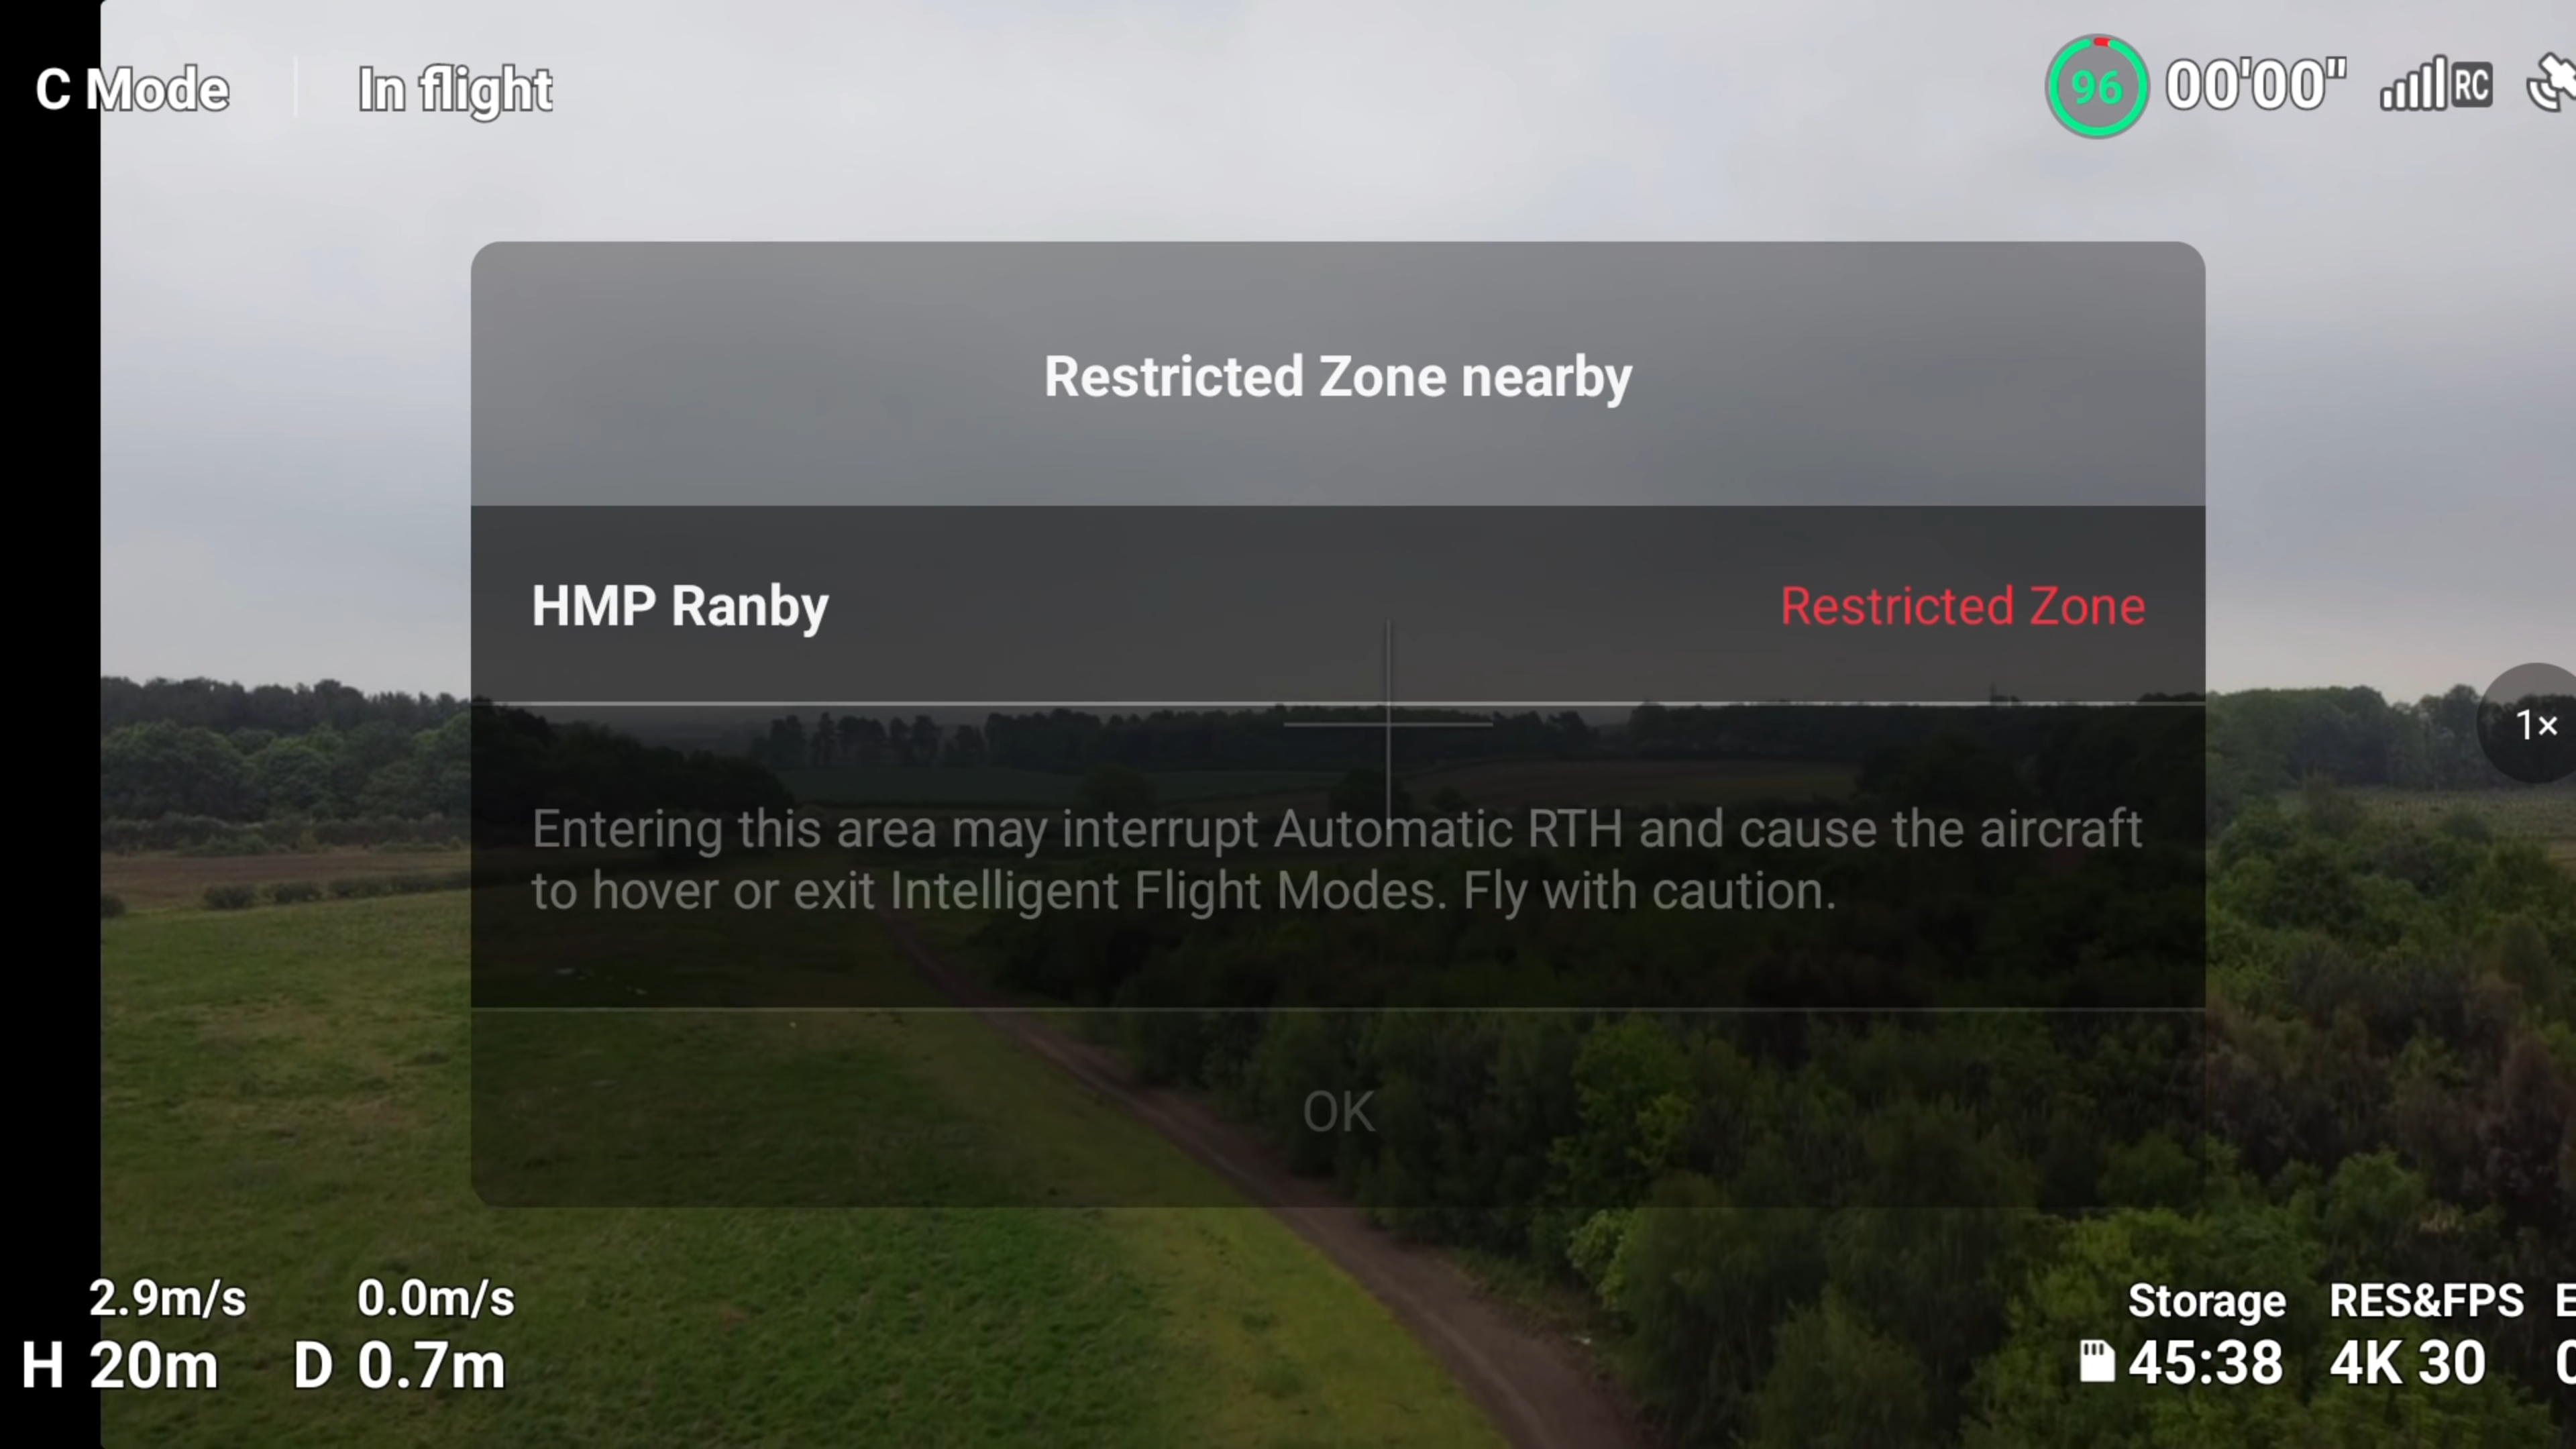 C Mode
In flight
96
00'00"
RC
Restricted Zone nearby
HMP Ranby
Restricted Zone
1×
Entering this area may interrupt Automatic RTH and cause the aircraft
to hover or exit Intelligent Flight Modes. Fly with caution.
OK
2.9m/s
0.0m/s
H 20m
D 0.7m
Storage
RES&FPS
45:38
4K 30